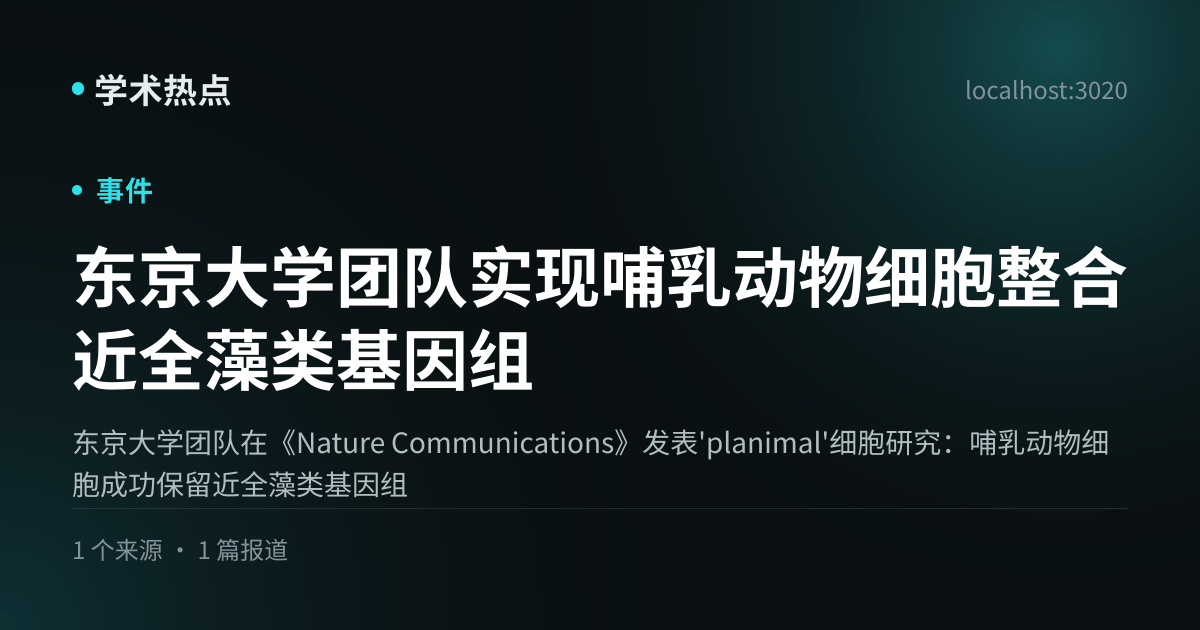 学术热点
localhost:3020
事件
东京大学团队实现哺乳动物细胞整合
近全藻类基因组
东京大学团队在《Nature Communications》发表'planimal'细胞研究：哺乳动物细
胞成功保留近全藻类基因组
1 个来源 · 1 篇报道